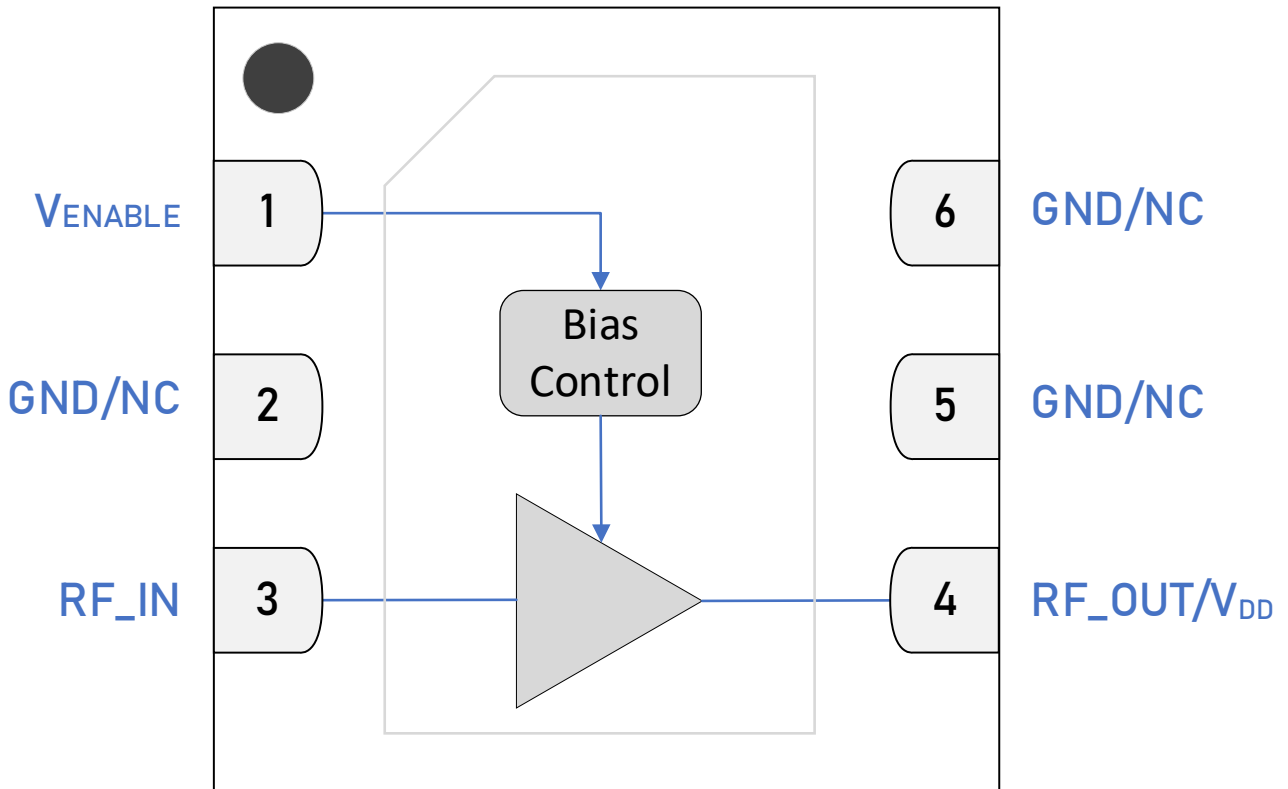 VENABLE 1 6 GND/NC
Bias
Control
GND/NC 2 5 GND/NC
RF_IN 3 4 RF_OUT/VDD